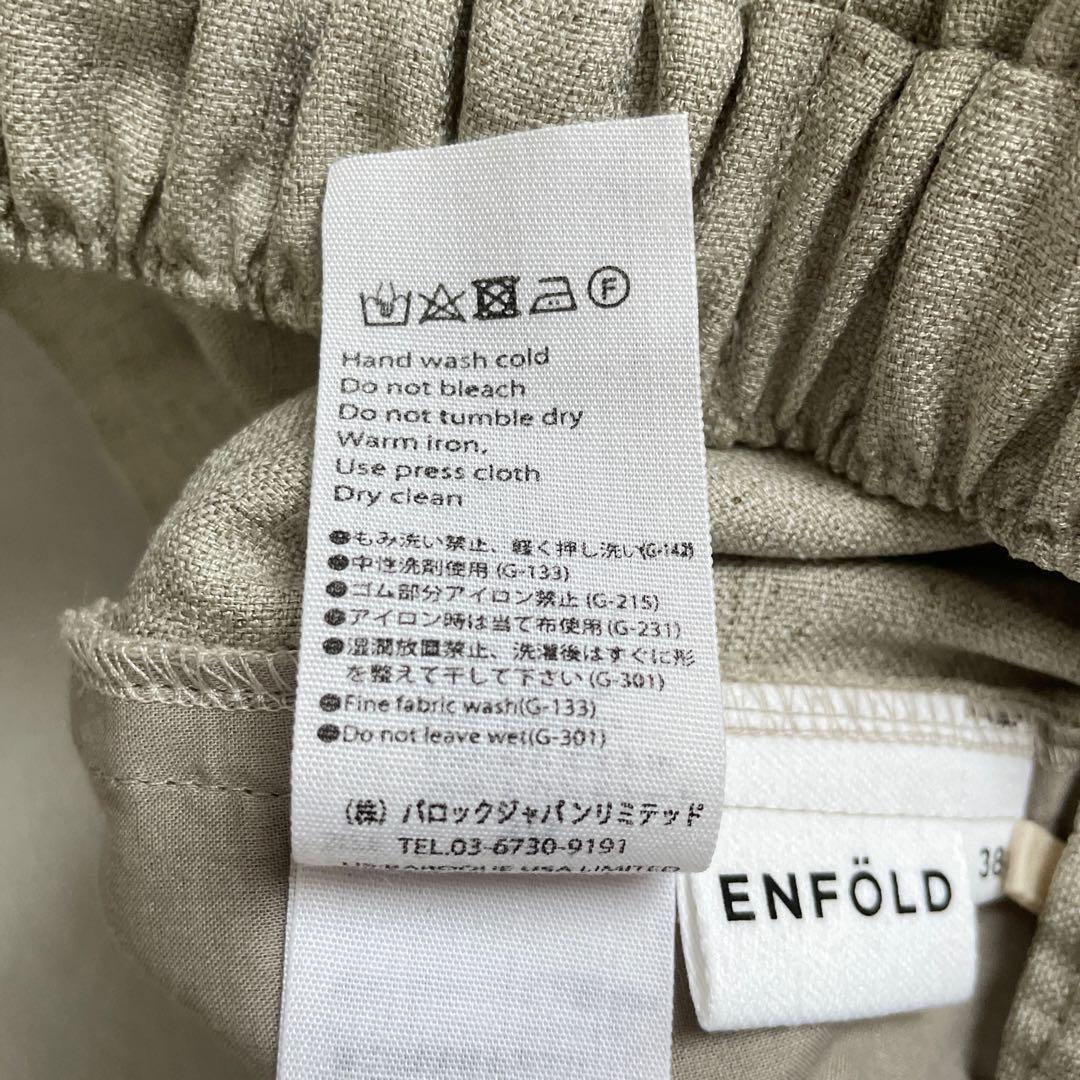 F
Hand wash cold
Do not bleach
Do not tumble dry
Warm iron,
Use press cloth
Dry clean
●もみ洗い禁止、軽く押し洗い(G-142)
●中性洗剤使用(G-133)
●ゴム部分アイロン禁止(G-215)
●アイロン時は当て布使用(G-231)
●湿潤放置禁止、洗濯後はすぐに形
を整えて干して下さい(G-301)
●Fine fabric wash(G-133)
●Do not leave wet(G-301)
(株) バロックジャパンリミテッド
TEL.03-6730-9191
US:BAROQUE USA LIMITED
ENFÖLD
38